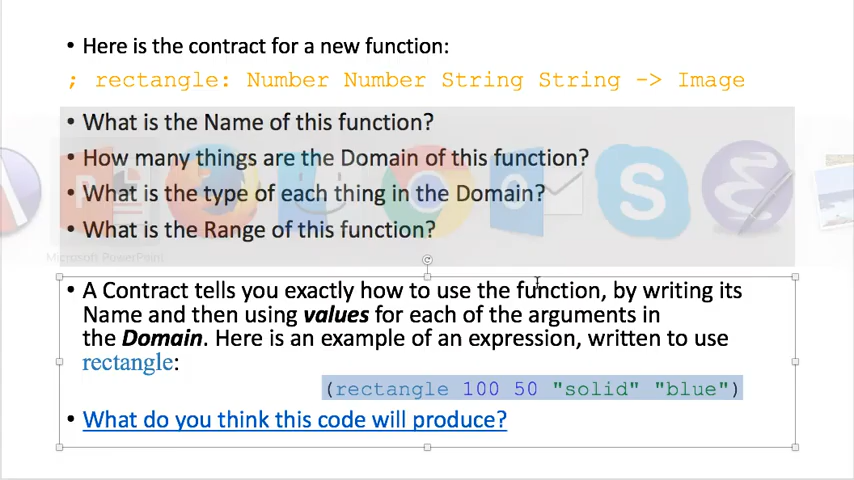 • Here is the contract for a new function:
; rectangle: Number Number String String -> Image
• What is the Name of this function?
• How many things are the Domain of this function?
• What is the type of each thing in the Domain?
• What is the Range of this function?
Microsoft PowerPoint
• A Contract tells you exactly how to use the function, by writing its
Name and then using values for each of the arguments in
the Domain. Here is an example of an expression, written to use
rectangle:
(rectangle 100 50 "solid" "blue")
• What do you think this code will produce?